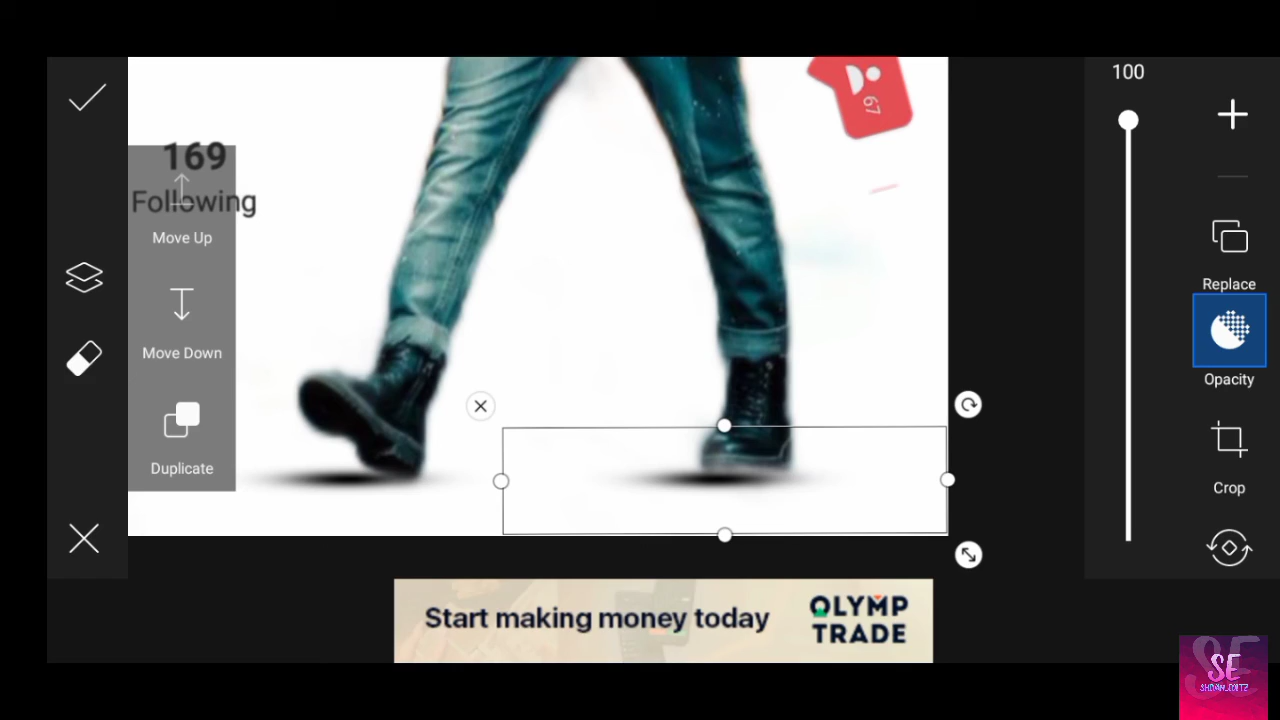 100
67
169
Following
Move Up
Move Down
Duplicate
Replace
Opacity
Crop
Start making money today
OLYMP
TRADE
SE
SE